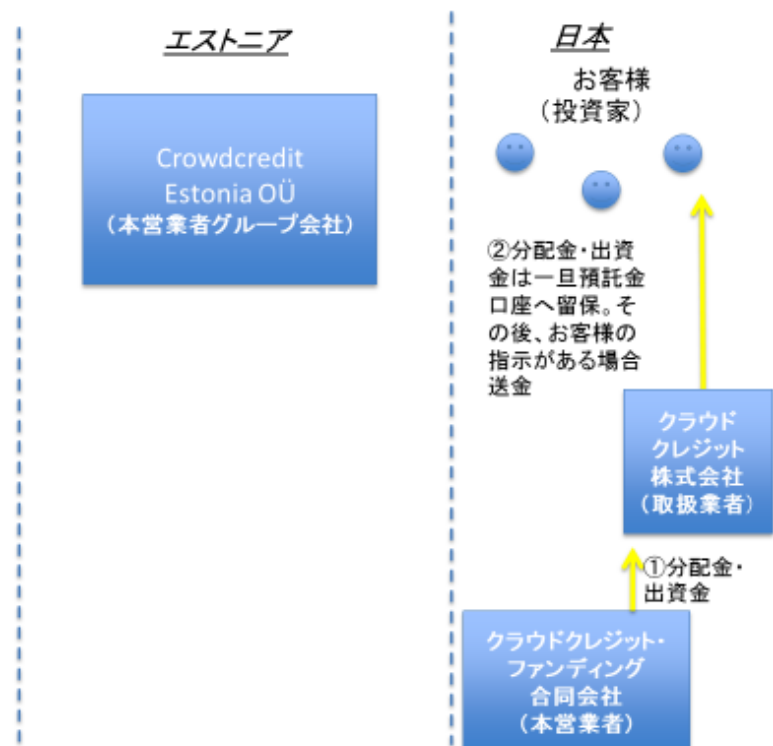 エストニア
Crowdcredit
Estonia OÜ
(本営業者グループ会社)
日本
お客様
(投資家)
②分配金・出資
金は一旦預託金
口座へ留保。そ
の後、お客様の
指示がある場合
送金
クラウド
クレジット
株式会社
(取扱業者)
①分配金・
出資金
クラウドクレジット・
ファンディング
合同会社
(本営業者)